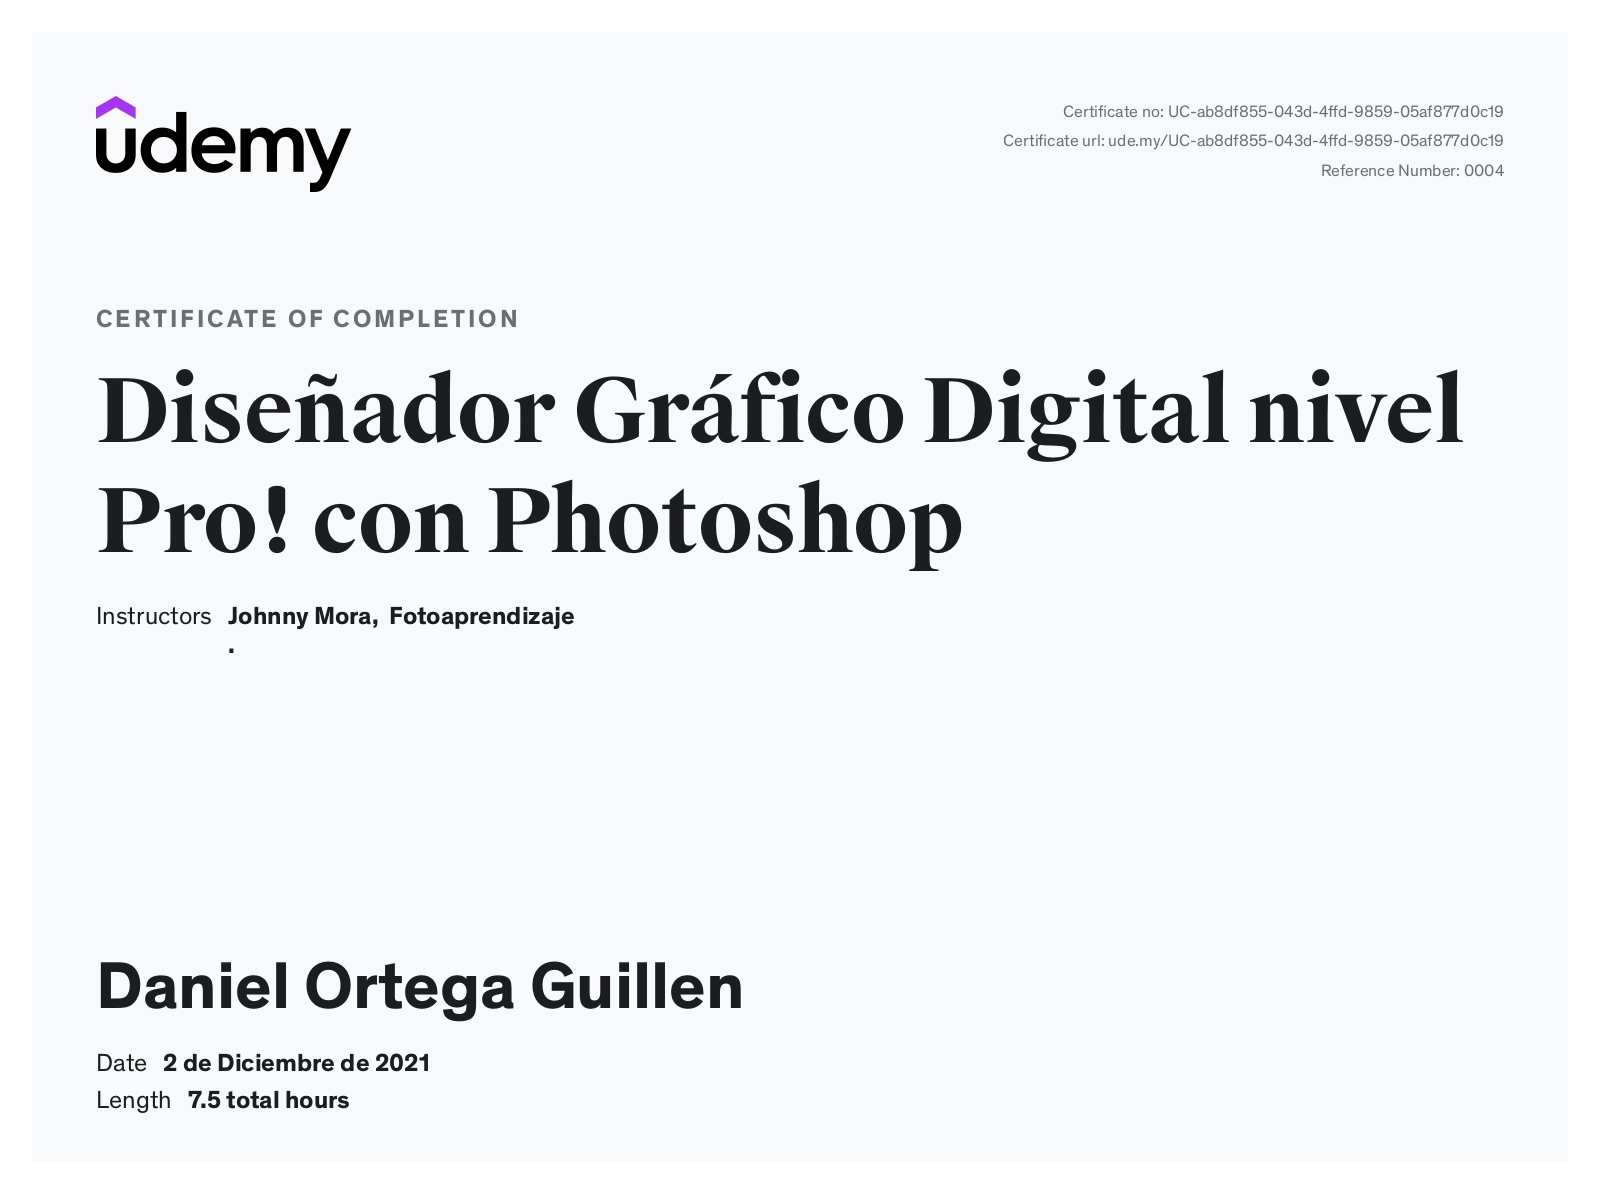 udemy
Certificate no: UC-ab8df855-043d-4ffd-9859-05af877d0c19
Certificate url: ude.my/UC-ab8df855-043d-4ffd-9859-05af877d0c19
Reference Number: 0004
CERTIFICATE OF COMPLETION
Diseñador Gráfico Digital nivel
Pro! con Photoshop
Instructors Johnny Mora, Fotoaprendizaje
.
Daniel Ortega Guillen
Date 2 de Diciembre de 2021
Length 7.5 total hours